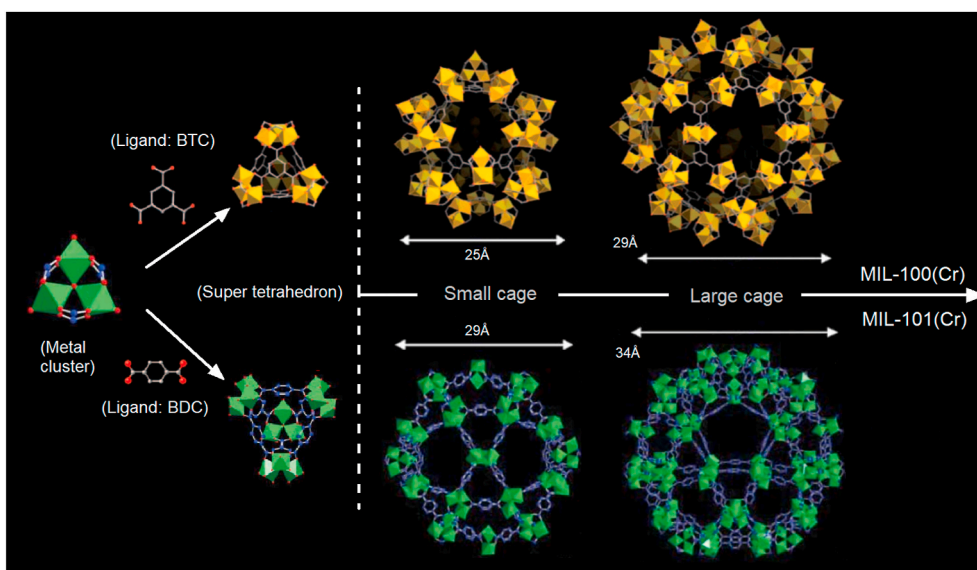 (Ligand: BTC)
25Å
29Å
MIL-100(Cr)
(Super tetrahedron)
Small cage
Large cage
MIL-101(Cr)
(Metal
cluster)
29Å
34Å
(Ligand: BDC)